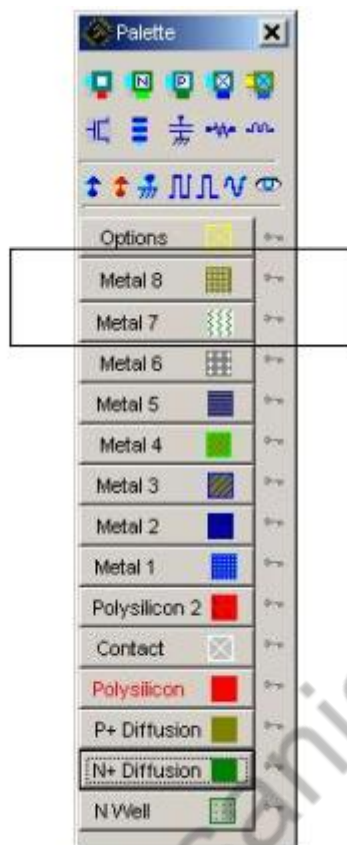 Palette
N P
Options
Metal 8
Metal 7
Metal 6
Metal 5
Metal 4
Metal 3
Metal 2
Metal 1
Polysilicon 2
Contact
Polysilicon
P+ Diffusion
N+ Diffusion
N Well